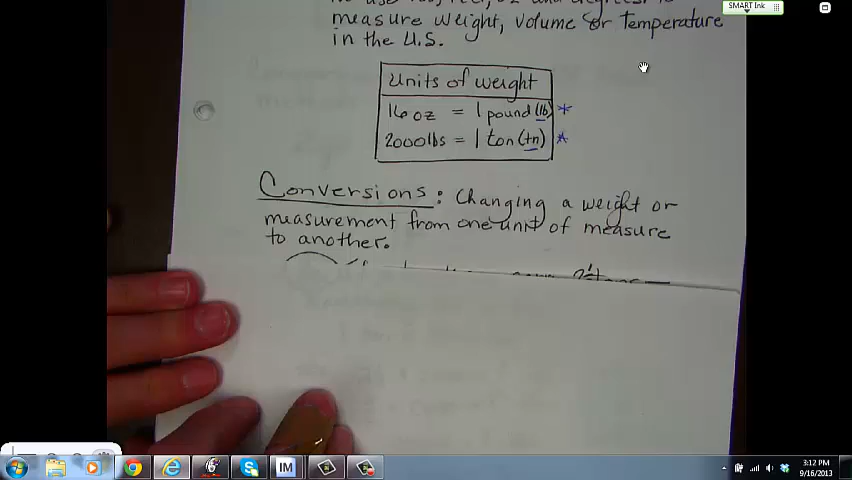 SMART Ink
measure weight, volume or temperature
in the U.S.
Units of weight
16 oz = 1 pound (lb) *
2000 lbs = 1 ton (tn) *
Conversions: Changing a weight or
measurement from one unit of measure
to another.
IM
3:12 PM
9/16/2013